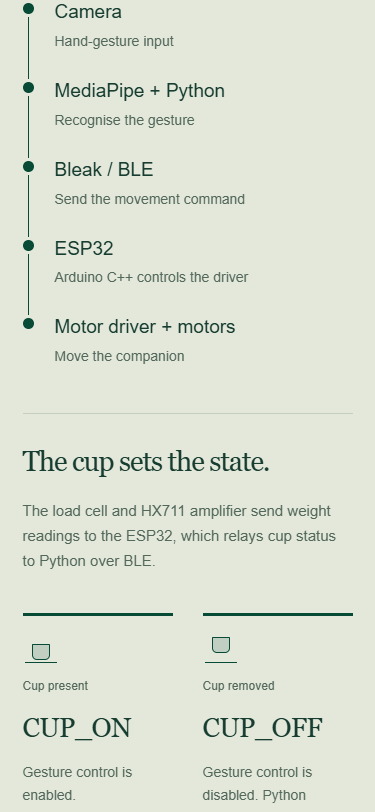 Camera
Hand-gesture input
MediaPipe + Python
Recognise the gesture
Bleak / BLE
Send the movement command
ESP32
Arduino C++ controls the driver
Motor driver + motors
Move the companion
The cup sets the state.
The load cell and HX711 amplifier send weight
readings to the ESP32, which relays cup status
to Python over BLE.
Cup present
CUP_ON
Gesture control is
enabled.
Cup removed
CUP_OFF
Gesture control is
disabled. Python